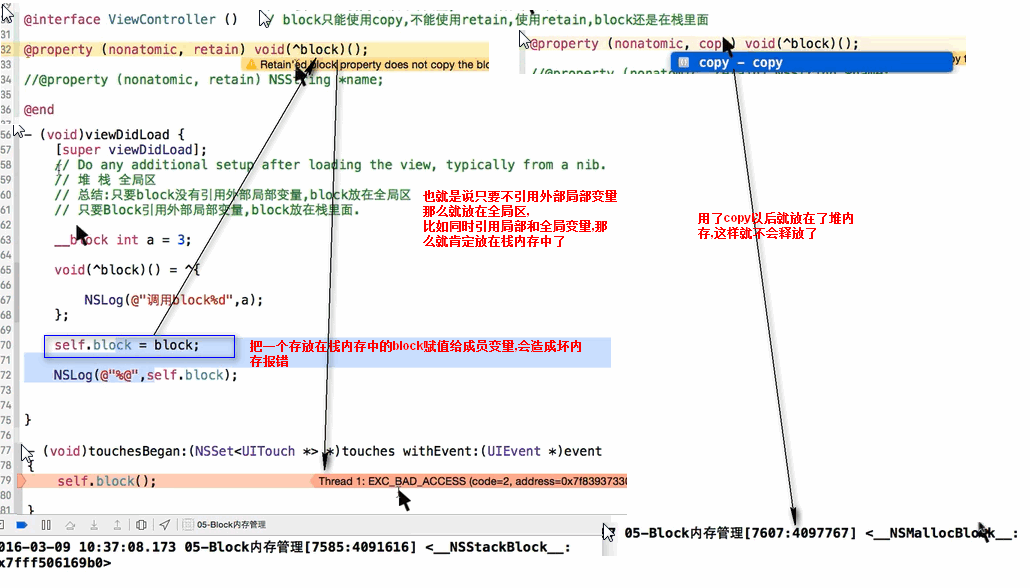 @interface ViewController ()  // block只能使用copy,不能使用retain,使用retain,block还是在栈里面
31
32 @property (nonatomic, retain) void(^block)();
33 Retain'ed block property does not copy the blo
34 //@property (nonatomic, retain) NSString *name;
35
36 @end
@property (nonatomic, copy) void(^block)();
copy - copy
56 - (void)viewDidLoad {
57 [super viewDidLoad];
58 // Do any additional setup after loading the view, typically from a nib.
59 // 堆 栈 全局区
60 // 总结:只要block没有引用外部局部变量,block放在全局区
61 // 只要Block引用外部局部变量,block放在栈里面.
62
63 __block int a = 3;
64
65 void(^block)() = ^{
66
67 NSLog(@"调用block%d",a);
68 };
69
70 self.block = block;
71
72 NSLog(@"%@",self.block);
73
74
75 }
76
77 - (void)touchesBegan:(NSSet<UITouch *> *)touches withEvent:(UIEvent *)event
78 {
79 self.block();
Thread 1: EXC_BAD_ACCESS (code=2, address=0x7f83937330
80
81 }
也就是说只要不引用外部局部变量
那么就放在全局区,
比如同时引用局部和全局变量,那
么就肯定放在栈内存中了
把一个存放在栈内存中的block赋值给成员变量,会造成坏内
存报错
用了copy以后就放在了堆内
存,这样就不会释放了
05-Block内存管理
016-03-09 10:37:08.173 05-Block内存管理[7585:4091616] <__NSStackBlock__:
x7fff506169b0>
05-Block内存管理[7607:4097767] <__NSMallocBlock__: